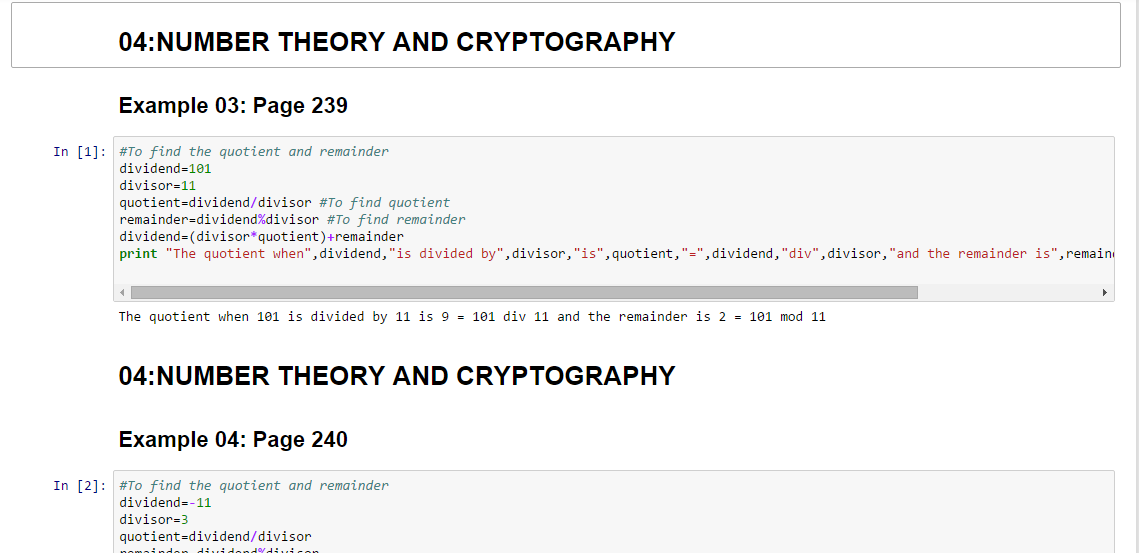 04:NUMBER THEORY AND CRYPTOGRAPHY
Example 03: Page 239
In [1]: #To find the quotient and remainder
dividend=101
divisor=11
quotient=dividend/divisor #To find quotient
remainder=dividend%divisor #To find remainder
dividend=(divisor*quotient)+remainder
print "The quotient when",dividend,"is divided by",divisor,"is",quotient,"=",dividend,"div",divisor,"and the remainder is",remain
The quotient when 101 is divided by 11 is 9 = 101 div 11 and the remainder is 2 = 101 mod 11
04:NUMBER THEORY AND CRYPTOGRAPHY
Example 04: Page 240
In [2]: #To find the quotient and remainder
dividend=-11
divisor=3
quotient=dividend/divisor
remainder=dividend%divisor